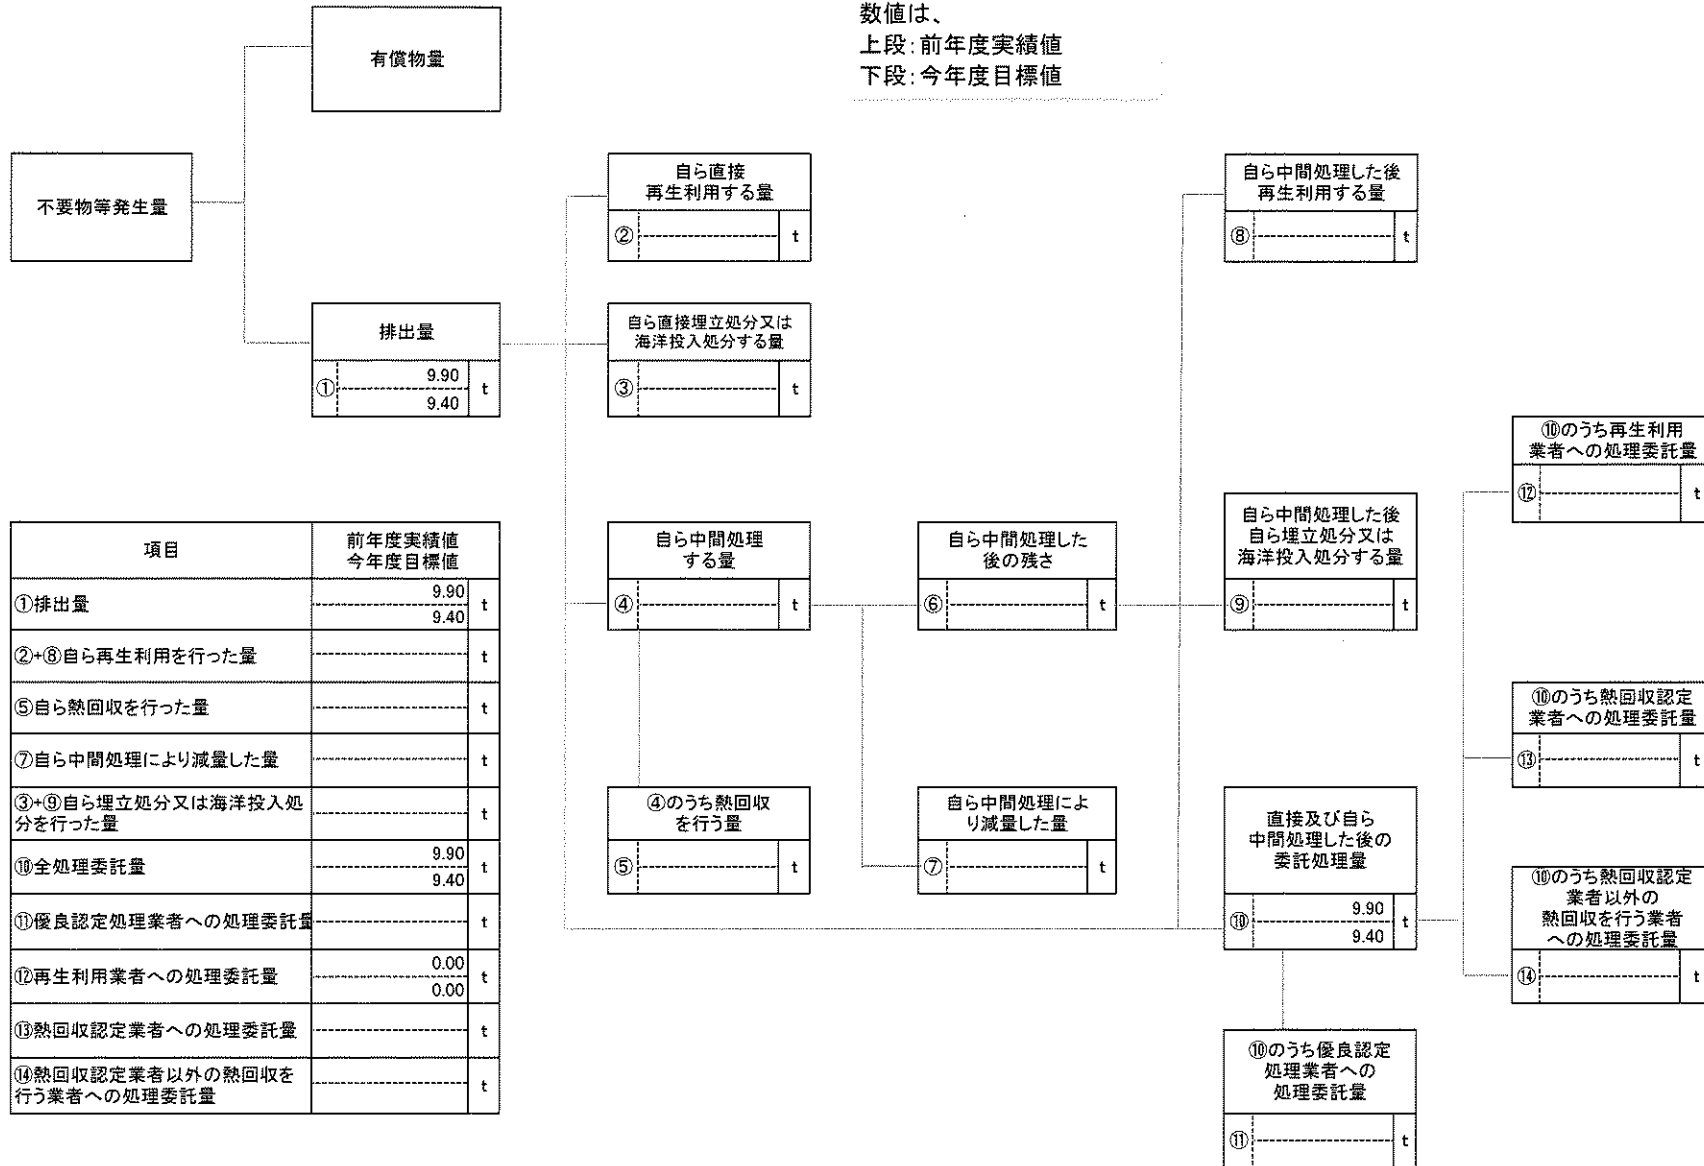 数値は、
上段:前年度実績値
下段:今年度目標値
有償物量
不要物等発生量
排出量
① 9.90 t
9.40
自ら直接
再生利用する量
② t
自ら直接埋立処分又は
海洋投入処分する量
③ t
自ら中間処理
する量
④ t
④のうち熱回収
を行う量
⑤ t
自ら中間処理した
後の残さ
⑥ t
自ら中間処理によ
り減量した量
⑦ t
自ら中間処理した後
再生利用する量
⑧ t
自ら中間処理した後
自ら埋立処分又は
海洋投入処分する量
⑨ t
直接及び自ら
中間処理した後の
委託処理量
⑩ 9.90 t
9.40
⑩のうち優良認定
処理業者への
処理委託量
⑪ t
⑩のうち再生利用
業者への処理委託量
⑫ t
⑩のうち熱回収認定
業者への処理委託量
⑬ t
⑩のうち熱回収認定
業者以外の
熱回収を行う業者
への処理委託量
⑭ t
項目 前年度実績値
今年度目標値
①排出量 9.90 t
9.40
②+⑧自ら再生利用を行った量 t
⑤自ら熱回収を行った量 t
⑦自ら中間処理により減量した量 t
③+⑨自ら埋立処分又は海洋投入処
分を行った量 t
⑩全処理委託量 9.90 t
9.40
⑪優良認定処理業者への処理委託量 t
⑫再生利用業者への処理委託量 0.00 t
0.00
⑬熱回収認定業者への処理委託量 t
⑭熱回収認定業者以外の熱回収を
行う業者への処理委託量 t